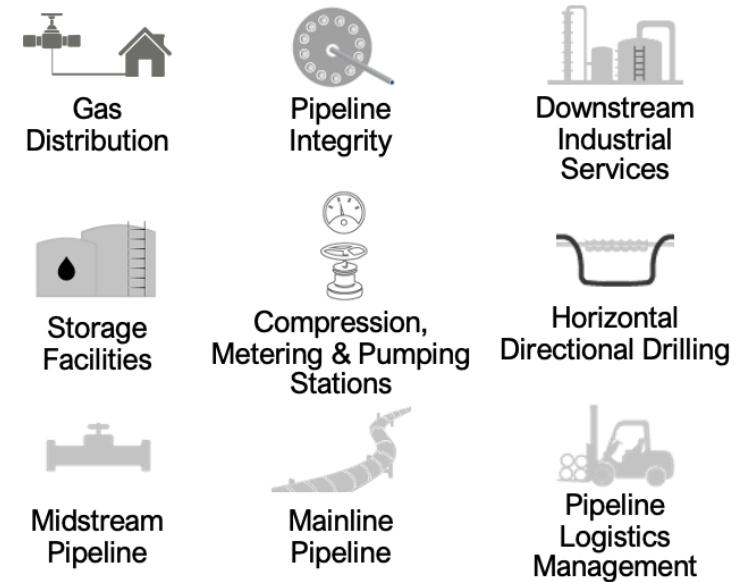 Gas
Distribution
Pipeline
Integrity
Downstream
Industrial
Services
Storage
Facilities
Compression,
Metering & Pumping
Stations
Horizontal
Directional Drilling
Midstream
Pipeline
Mainline
Pipeline
Pipeline
Logistics
Management